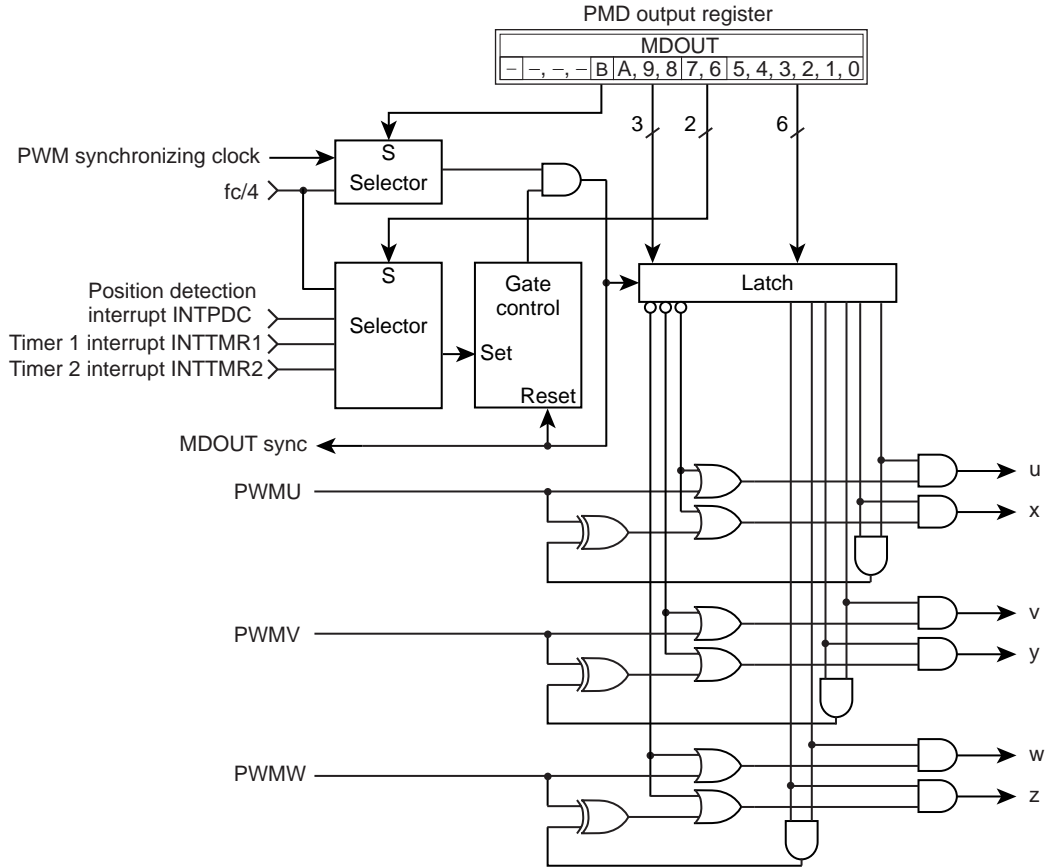 PMD output register
MDOUT
– –, –, – B A, 9, 8 7, 6 5, 4, 3, 2, 1, 0
3 2 6
PWM synchronizing clock
S
Selector
fc/4
S
Selector
Gate
control
Set
Reset
Latch
Position detection
interrupt INTPDC
Timer 1 interrupt INTTMR1
Timer 2 interrupt INTTMR2
MDOUT sync
PWMU
u
x
PWMV
v
y
PWMW
w
z